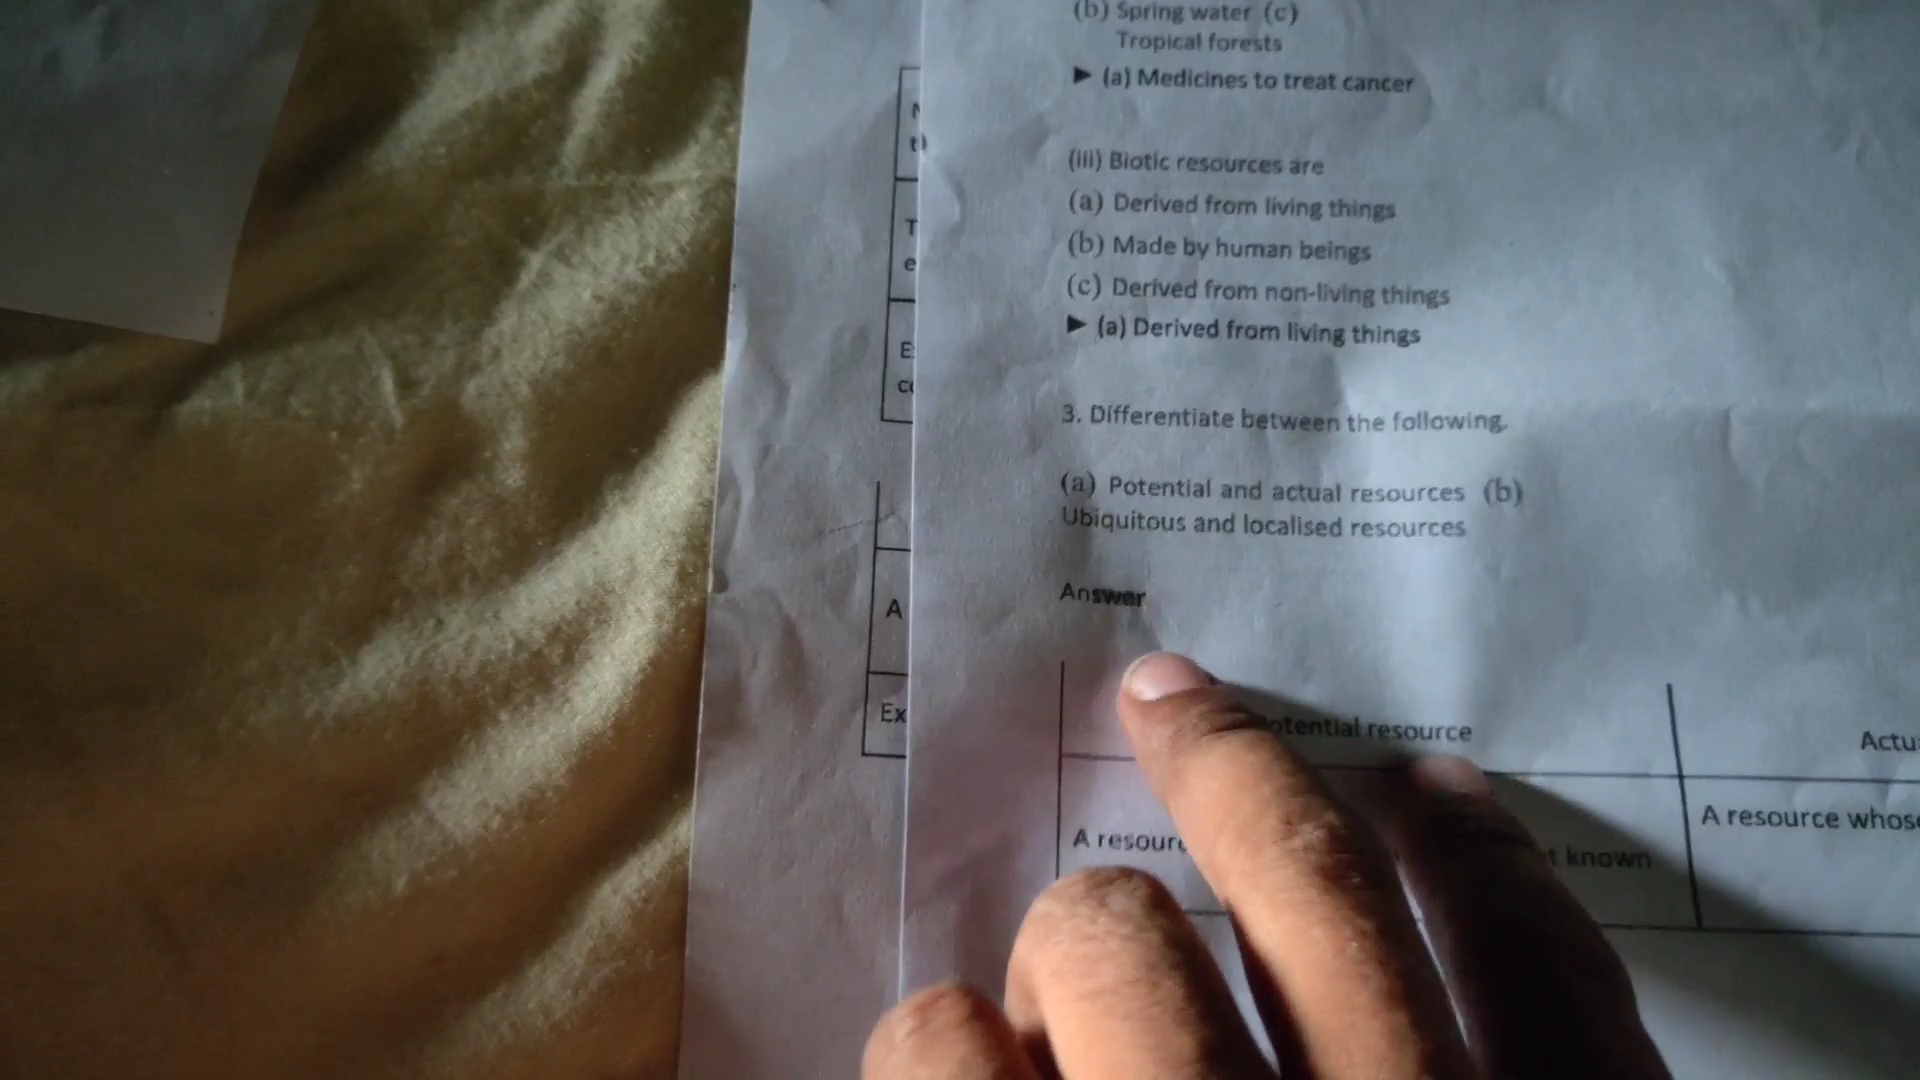 (b) Spring water (c)
Tropical forests
► (a) Medicines to treat cancer
(iii) Biotic resources are
(a) Derived from living things
(b) Made by human beings
(c) Derived from non-living things
► (a) Derived from living things
3. Differentiate between the following.
(a) Potential and actual resources (b)
Ubiquitous and localised resources
Answer
resource
A resource whose
A
known
A
Ex